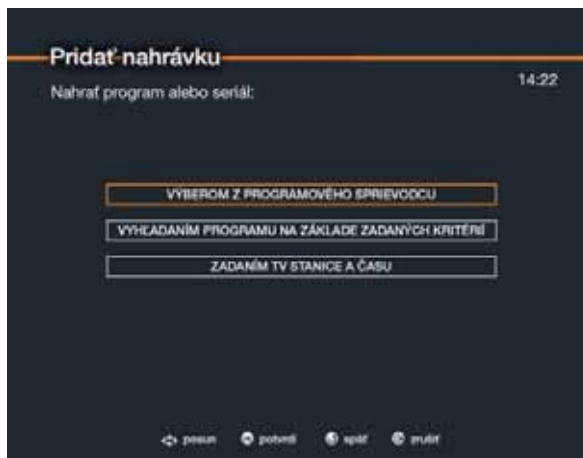 Pridať nahrávku
14:22
Nahrať program alebo seriál:
VÝBEROM Z PROGRAMOVÉHO SPRIEVODCU
VYHĽADANÍM PROGRAMU NA ZÁKLADE ZADANÝCH KRITÉRIÍ
ZADANÍM TV STANICE A ČASU
posun potvrdí späť zrušiť